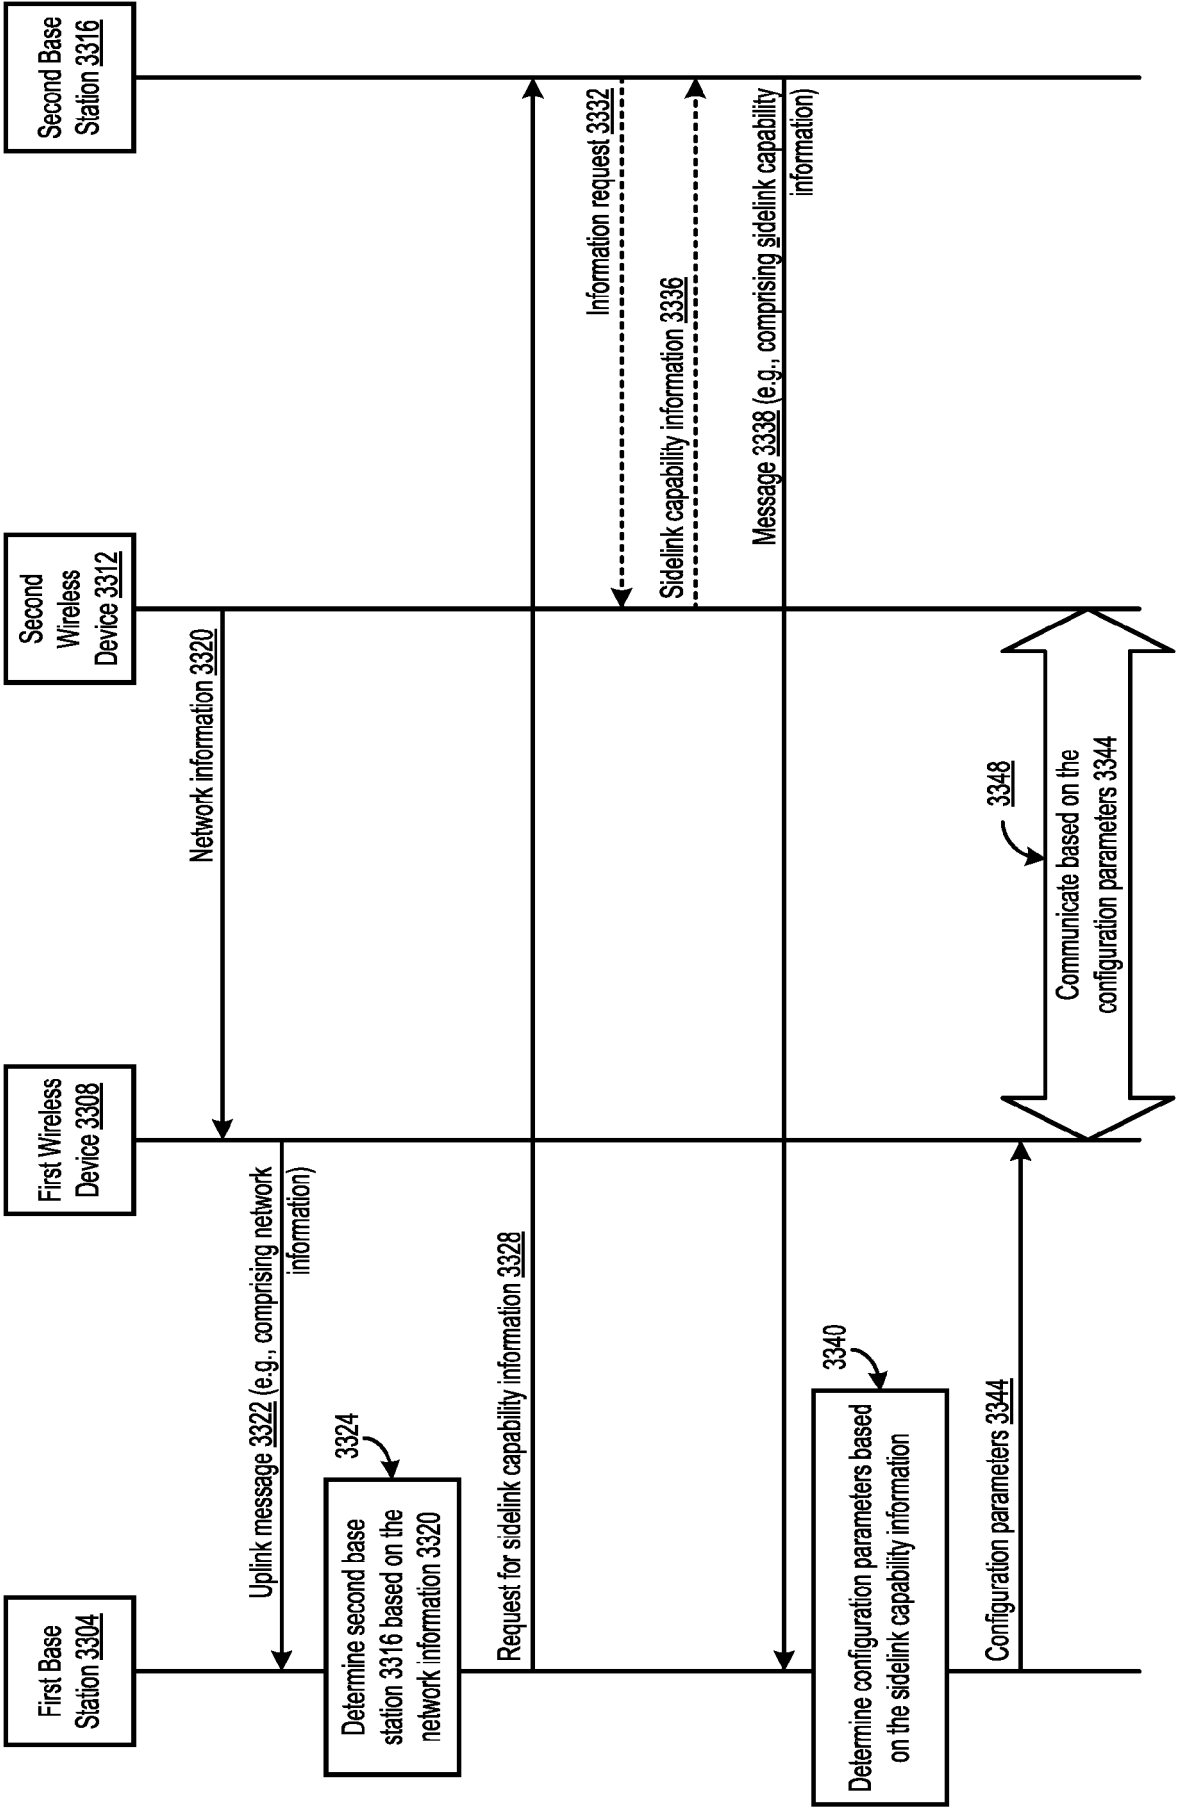 First Base
Station 3304
First Wireless
Device 3308
Second
Wireless
Device 3312
Second Base
Station 3316
Network information 3320
Uplink message 3322 (e.g., comprising network
information)
3324
Determine second base
station 3316 based on the
network information 3320
Request for sidelink capability information 3328
Information request 3332
Sidelink capability information 3336
Message 3338 (e.g., comprising sidelink capability
information)
3340
Determine configuration parameters based
on the sidelink capability information
Configuration parameters 3344
3348
Communicate based on the
configuration parameters 3344